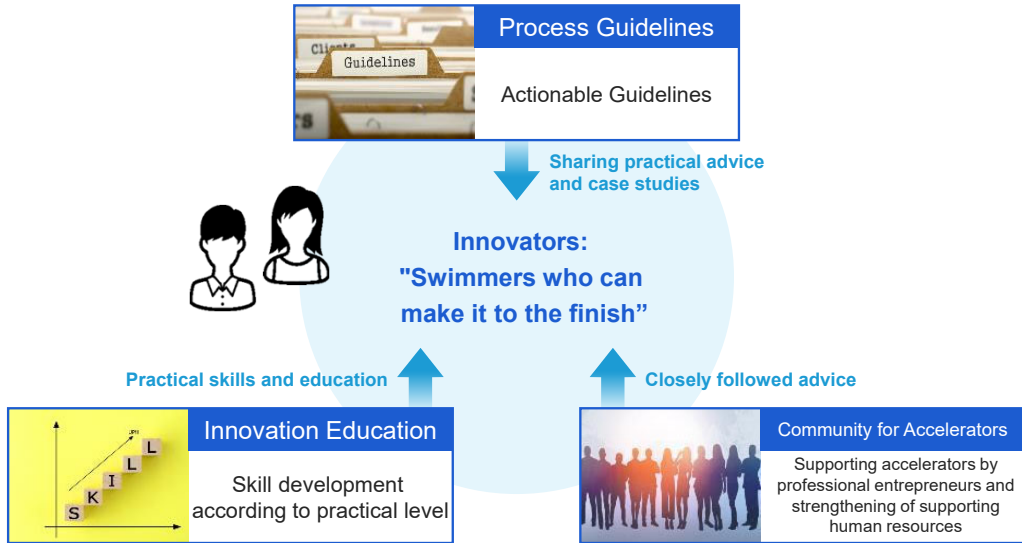 Process Guidelines
Clients
Guidelines
Actionable Guidelines
Sharing practical advice
and case studies
Innovators:
"Swimmers who can
make it to the finish”
Practical skills and education
Closely followed advice
Innovation Education
SKILL
Skill development
according to practical level
Community for Accelerators
Supporting accelerators by
professional entrepreneurs and
strengthening of supporting
human resources